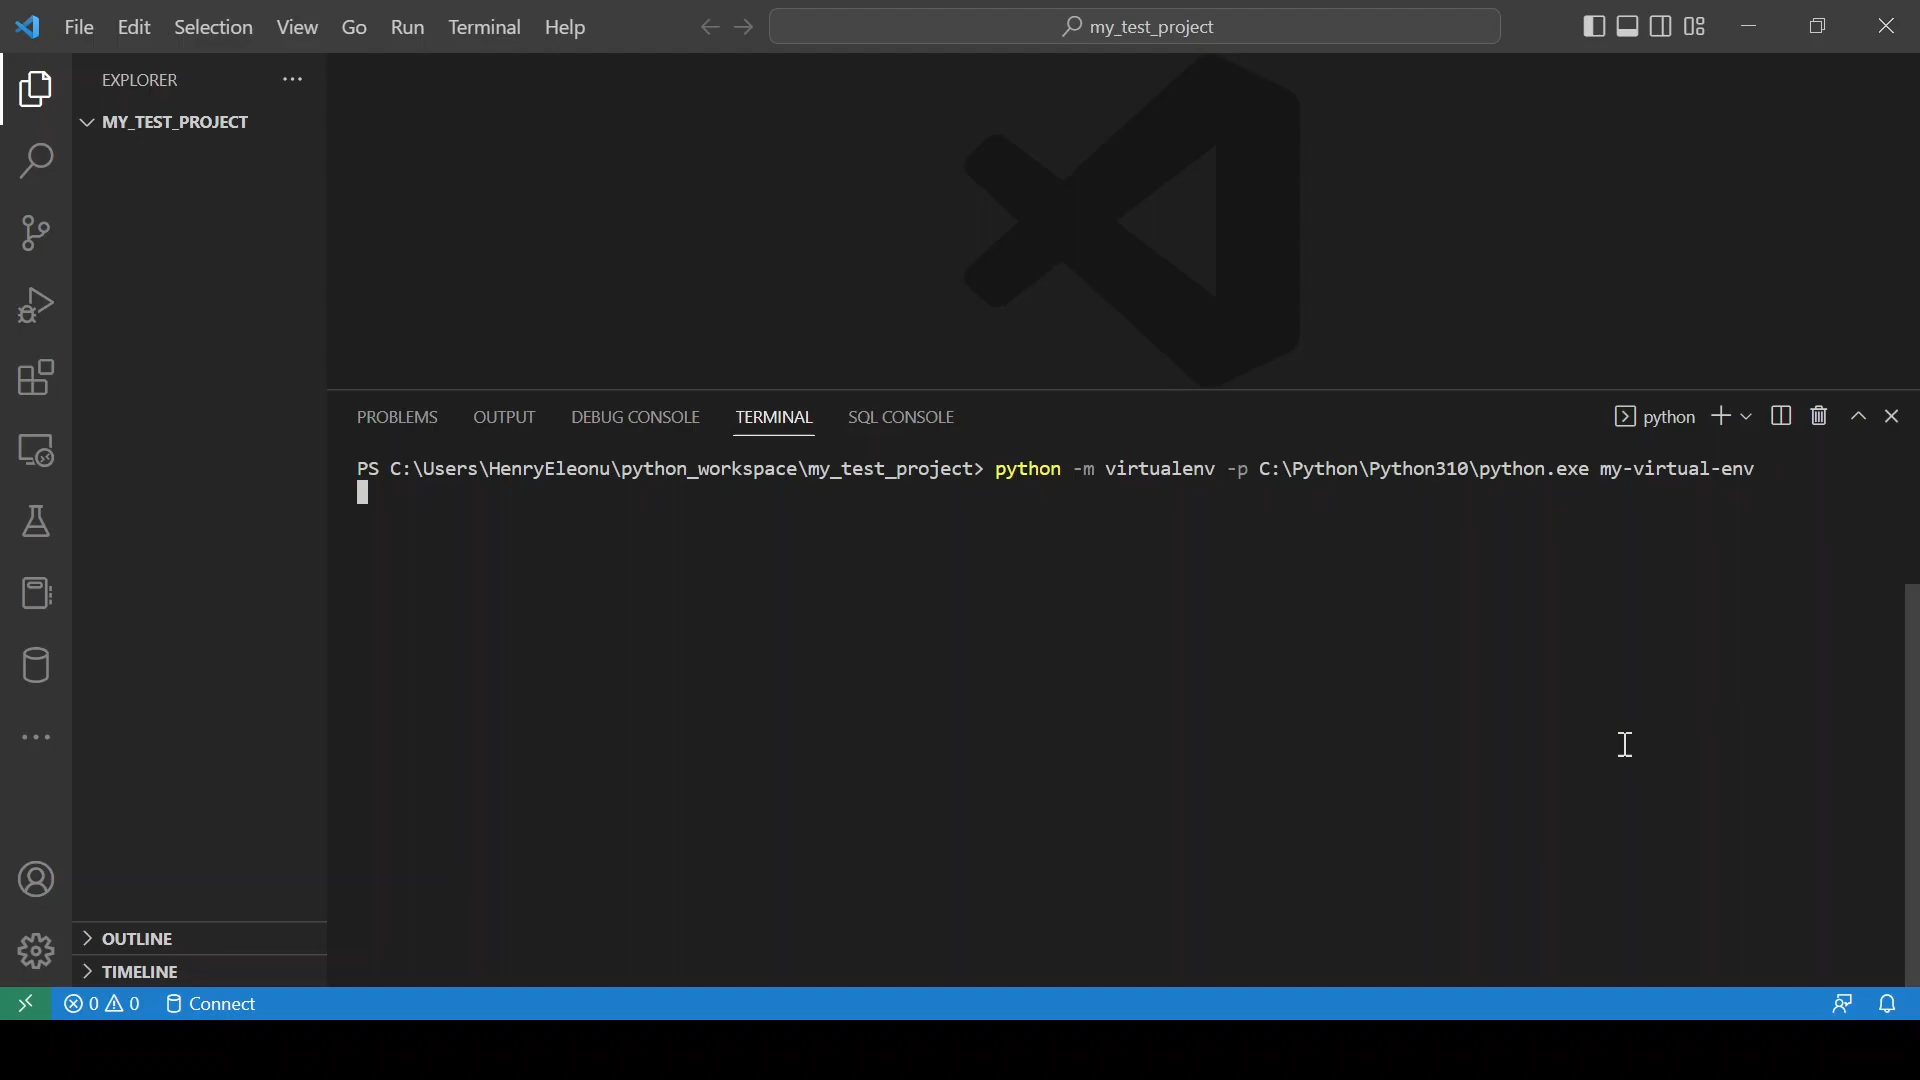 File Edit Selection View Go Run Terminal Help
my_test_project
EXPLORER
MY_TEST_PROJECT
PROBLEMS OUTPUT DEBUG CONSOLE TERMINAL SQL CONSOLE
python
PS C:\Users\HenryEleonu\python_workspace\my_test_project> python -m virtualenv -p C:\Python\Python310\python.exe my-virtual-env
OUTLINE
TIMELINE
0 0 Connect